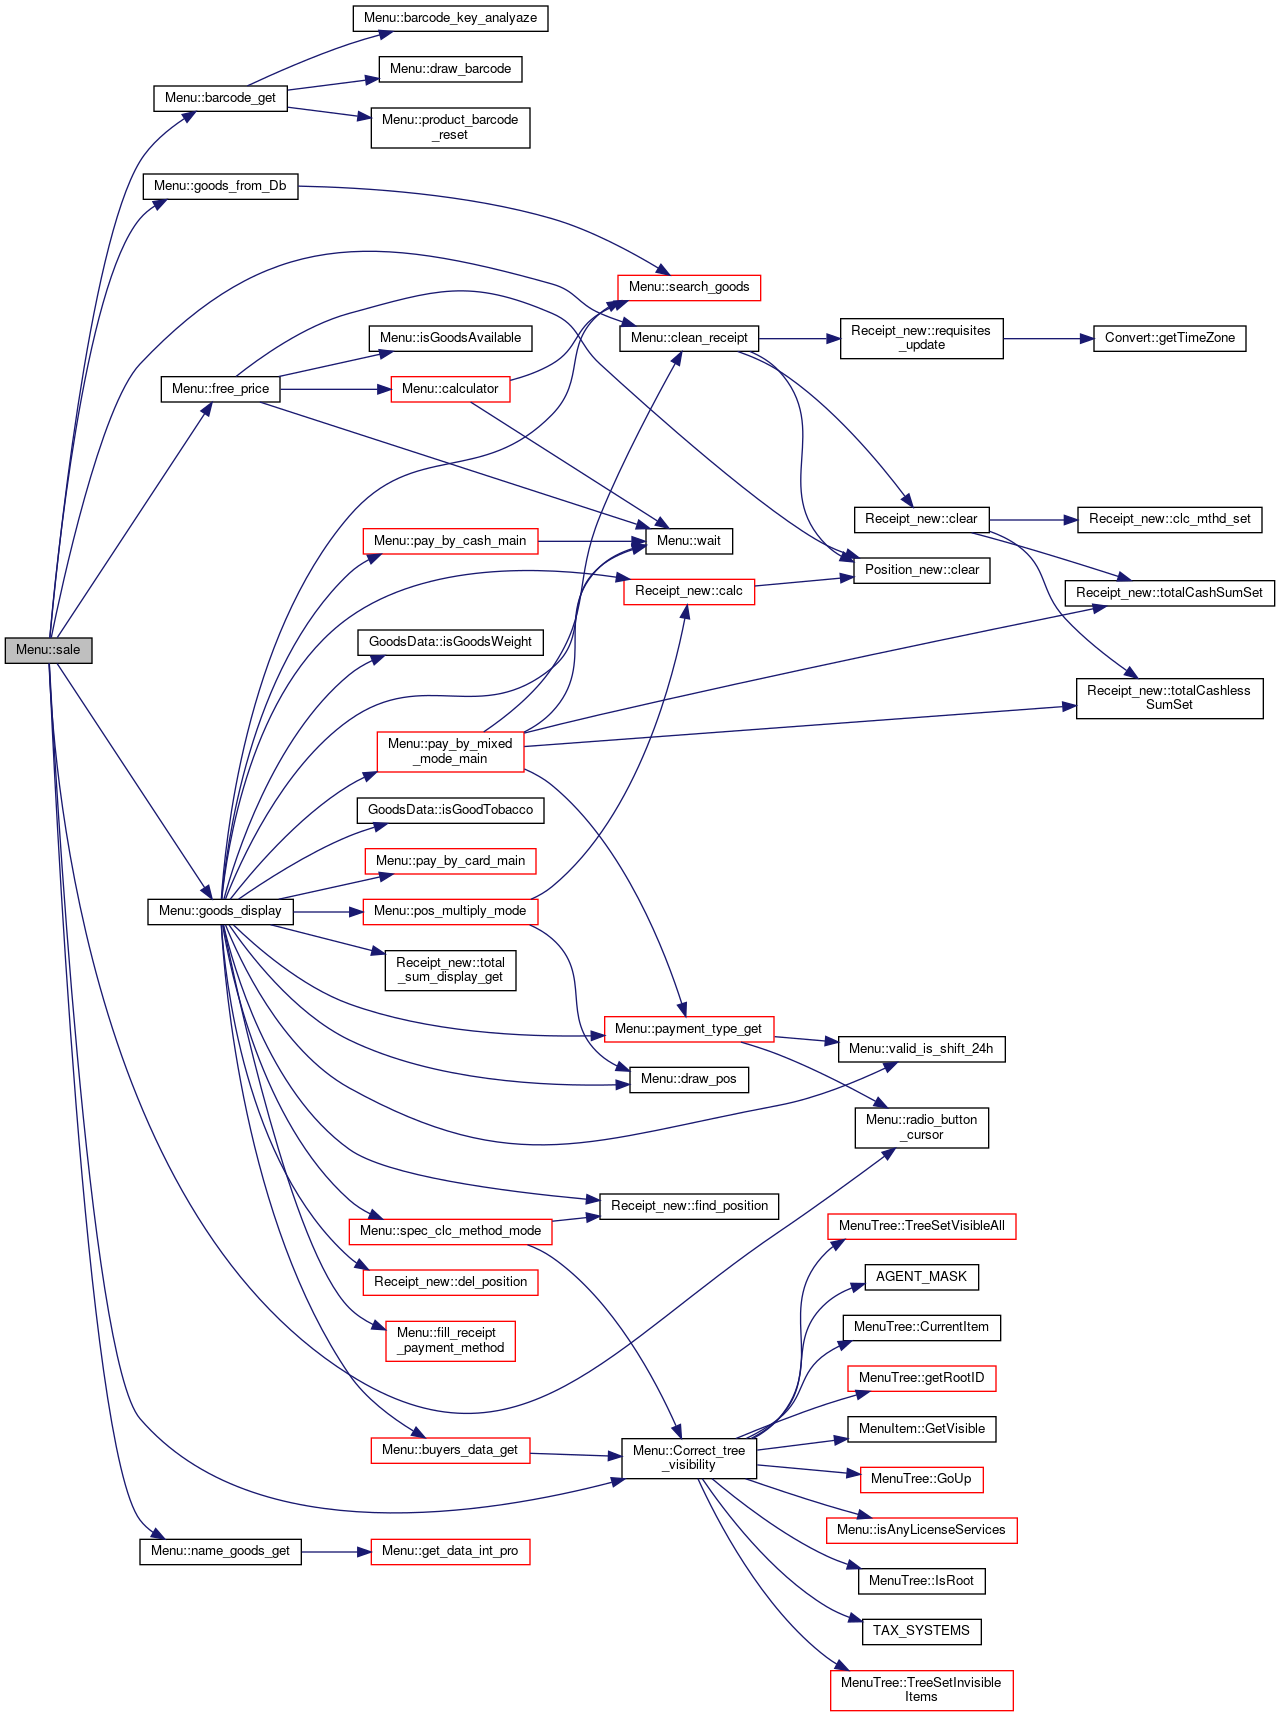 Menu::barcode_key_analyaze
Menu::draw_barcode
Menu::barcode_get
Menu::product_barcode
_reset
Menu::goods_from_Db
Menu::search_goods
Menu::isGoodsAvailable
Menu::clean_receipt
Receipt_new::requisites
_update
Convert::getTimeZone
Menu::free_price
Menu::calculator
Receipt_new::clear
Receipt_new::clc_mthd_set
Menu::pay_by_cash_main
Menu::wait
Position_new::clear
Receipt_new::calc
Receipt_new::totalCashSumSet
GoodsData::isGoodsWeight
Menu::sale
Receipt_new::totalCashless
SumSet
Menu::pay_by_mixed
_mode_main
GoodsData::isGoodTobacco
Menu::pay_by_card_main
Menu::goods_display
Menu::pos_multiply_mode
Receipt_new::total
_sum_display_get
Menu::payment_type_get
Menu::valid_is_shift_24h
Menu::draw_pos
Menu::radio_button
_cursor
Receipt_new::find_position
Menu::spec_clc_method_mode
MenuTree::TreeSetVisibleAll
Receipt_new::del_position
AGENT_MASK
Menu::fill_receipt
_payment_method
MenuTree::CurrentItem
MenuTree::getRootID
MenuItem::GetVisible
Menu::buyers_data_get
Menu::Correct_tree
_visibility
MenuTree::GoUp
Menu::isAnyLicenseServices
Menu::name_goods_get
Menu::get_data_int_pro
MenuTree::IsRoot
TAX_SYSTEMS
MenuTree::TreeSetInvisible
Items